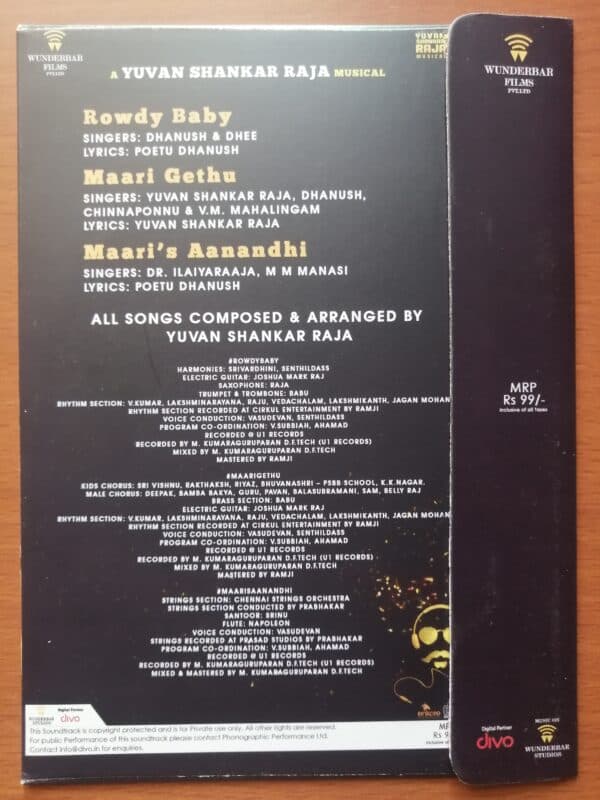 WUNDERBAR
FILMS
PVT.LTD
YUVAN
SHANKAR
RAJA
MUSICAL
A YUVAN SHANKAR RAJA MUSICAL
Rowdy Baby
SINGERS: DHANUSH & DHEE
LYRICS: POETU DHANUSH
Maari Gethu
SINGERS: YUVAN SHANKAR RAJA, DHANUSH,
CHINNAPONNU & V.M. MAHALINGAM
LYRICS: YUVAN SHANKAR RAJA
Maari's Aanandhi
SINGERS: DR. ILAIYARAAJA, M M MANASI
LYRICS: POETU DHANUSH
ALL SONGS COMPOSED & ARRANGED BY
YUVAN SHANKAR RAJA
#ROWDYBABY
HARMONIES: SRIVARDHINI, SENTHILDASS
ELECTRIC GUITAR: JOSHUA MARK RAJ
SAXOPHONE: RAJA
TRUMPET & TROMBONE: BABU
RHYTHM SECTION: V.KUMAR, LAKSHMINARAYANA, RAJU, VEDACHALAM, LAKSHMIKANTH, JAGAN MOHAN
RHYTHM SECTION RECORDED AT CIRKUL ENTERTAINMENT BY RAMJI
VOICE CONDUCTION: VASUDEVAN, SENTHILDASS
PROGRAM CO-ORDINATION: V.SUBBIAH, AHAMAD
RECORDED @ U1 RECORDS
RECORDED BY M. KUMARAGURUPARAN D.F.TECH (U1 RECORDS)
MIXED BY M. KUMARAGURUPARAN D.F.TECH
MASTERED BY RAMJI
#MAARIGETHU
KIDS CHORUS: SRI VISHNU, RAKTHAKSH, RIYAZ, BHUVANASHRI - PSBB SCHOOL, K.K.NAGAR.
MALE CHORUS: DEEPAK, BAMBA BAKYA, GURU, PAVAN, BALASUBRAMANI, SAM, BELLY RAJ
BRASS SECTION: BABU
ELECTRIC GUITAR: JOSHUA MARK RAJ
RHYTHM SECTION: V.KUMAR, LAKSHMINARAYANA, RAJU, VEDACHALAM, LAKSHMIKANTH, JAGAN MOHAN
RHYTHM SECTION RECORDED AT CIRKUL ENTERTAINMENT BY RAMJI
VOICE CONDUCTION: VASUDEVAN, SENTHILDASS
PROGRAM CO-ORDINATION: V.SUBBIAH, AHAMAD
RECORDED @ U1 RECORDS
RECORDED BY M. KUMARAGURUPARAN D.F.TECH (U1 RECORDS)
MIXED BY M. KUMARAGURUPARAN D.F.TECH
MASTERED BY RAMJI
#MAARISAANANDHI
STRINGS SECTION: CHENNAI STRINGS ORCHESTRA
STRINGS SECTION CONDUCTED BY PRABHAKAR
SANTOOR: SRINU
FLUTE: NAPOLEON
VOICE CONDUCTION: VASUDEVAN
STRINGS RECORDED AT PRASAD STUDIOS BY PRABHAKAR
PROGRAM CO-ORDINATION: V.SUBBIAH, AHAMAD
RECORDED @ U1 RECORDS
RECORDED BY M. KUMARAGURUPARAN D.F.TECH (U1 RECORDS)
MIXED & MASTERED BY M. KUMARAGURUPARAN D.F.TECH
WUNDERBAR
STUDIOS
Digital Partner
divo
This Soundtrack is copyright protected and is for Private use only. All other rights are reserved.
For public Performance of this soundtrack please contact Phonographic Performance Ltd.
Contact info@divo.in for enquiries.
WUNDERBAR
FILMS
PVT.LTD
MRP
Rs 99/-
Inclusive of all taxes
Digital Partner
divo
MUSIC ON
WUNDERBAR
STUDIOS